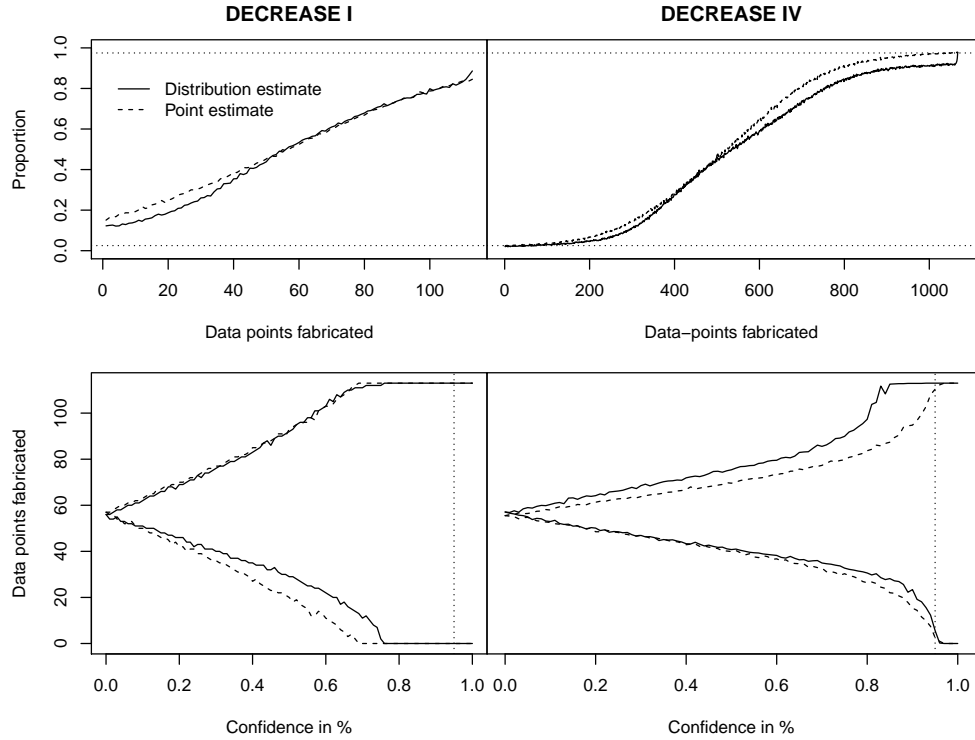 DECREASE I
DECREASE IV
Proportion
1.0
0.8
0.6
0.4
0.2
0.0
Distribution estimate
Point estimate
0 20 40 60 80 100
Data points fabricated
0 200 400 600 800 1000
Data−points fabricated
Data points fabricated
100
80
60
40
20
0
0.0 0.2 0.4 0.6 0.8 1.0
Confidence in %
0.0 0.2 0.4 0.6 0.8 1.0
Confidence in %